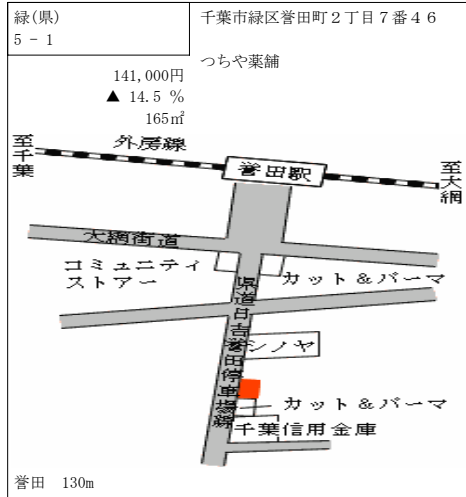 緑(県)
5 - 1
千葉市緑区誉田町２丁目７番４６
つちや薬舗
141,000円
▲ 14.5 %
165㎡
至千葉
外房線
誉田駅
至大網
大網街道
コミュニティ
ストアー
カット＆パーマ
県道日吉誉田停車場線
シノヤ
カット＆パーマ
千葉信用金庫
誉田　130m